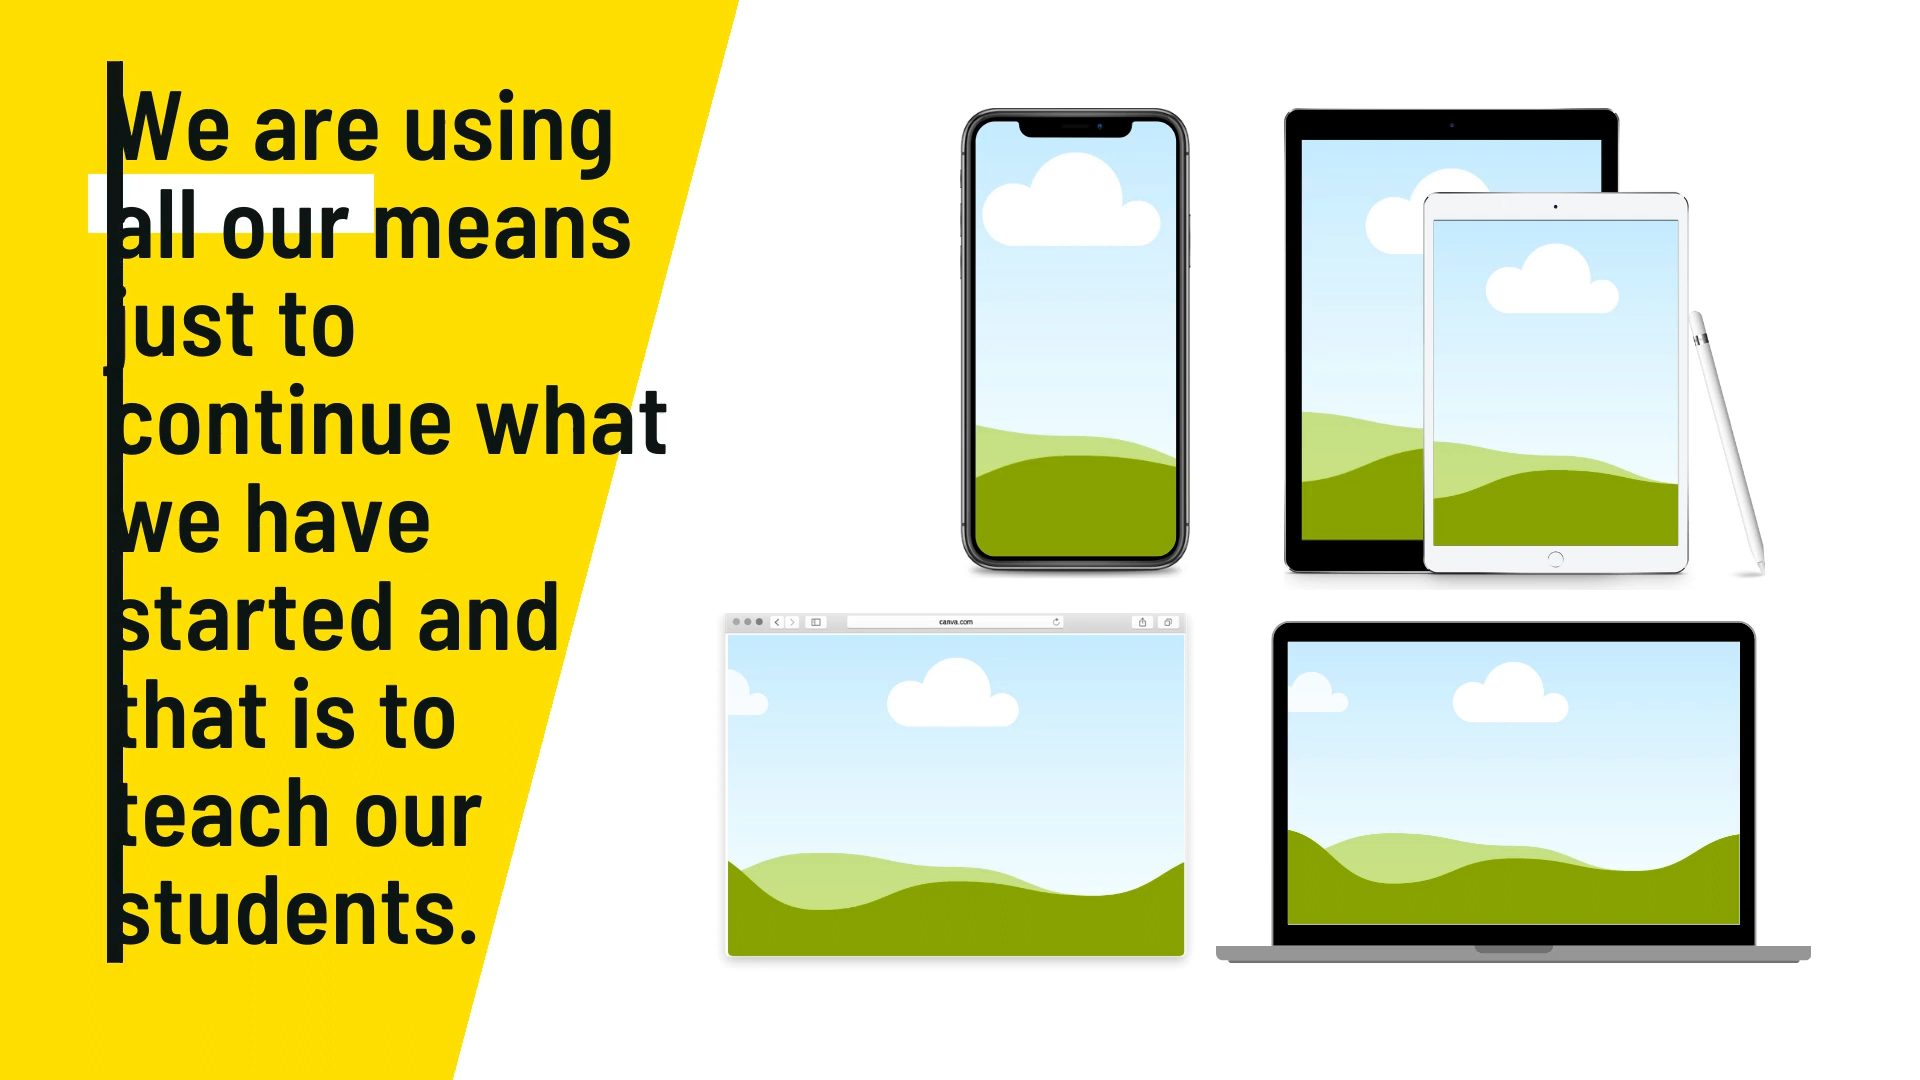 We are using
all our means
just to
continue what
we have
started and
that is to
teach our
students.
canva.com